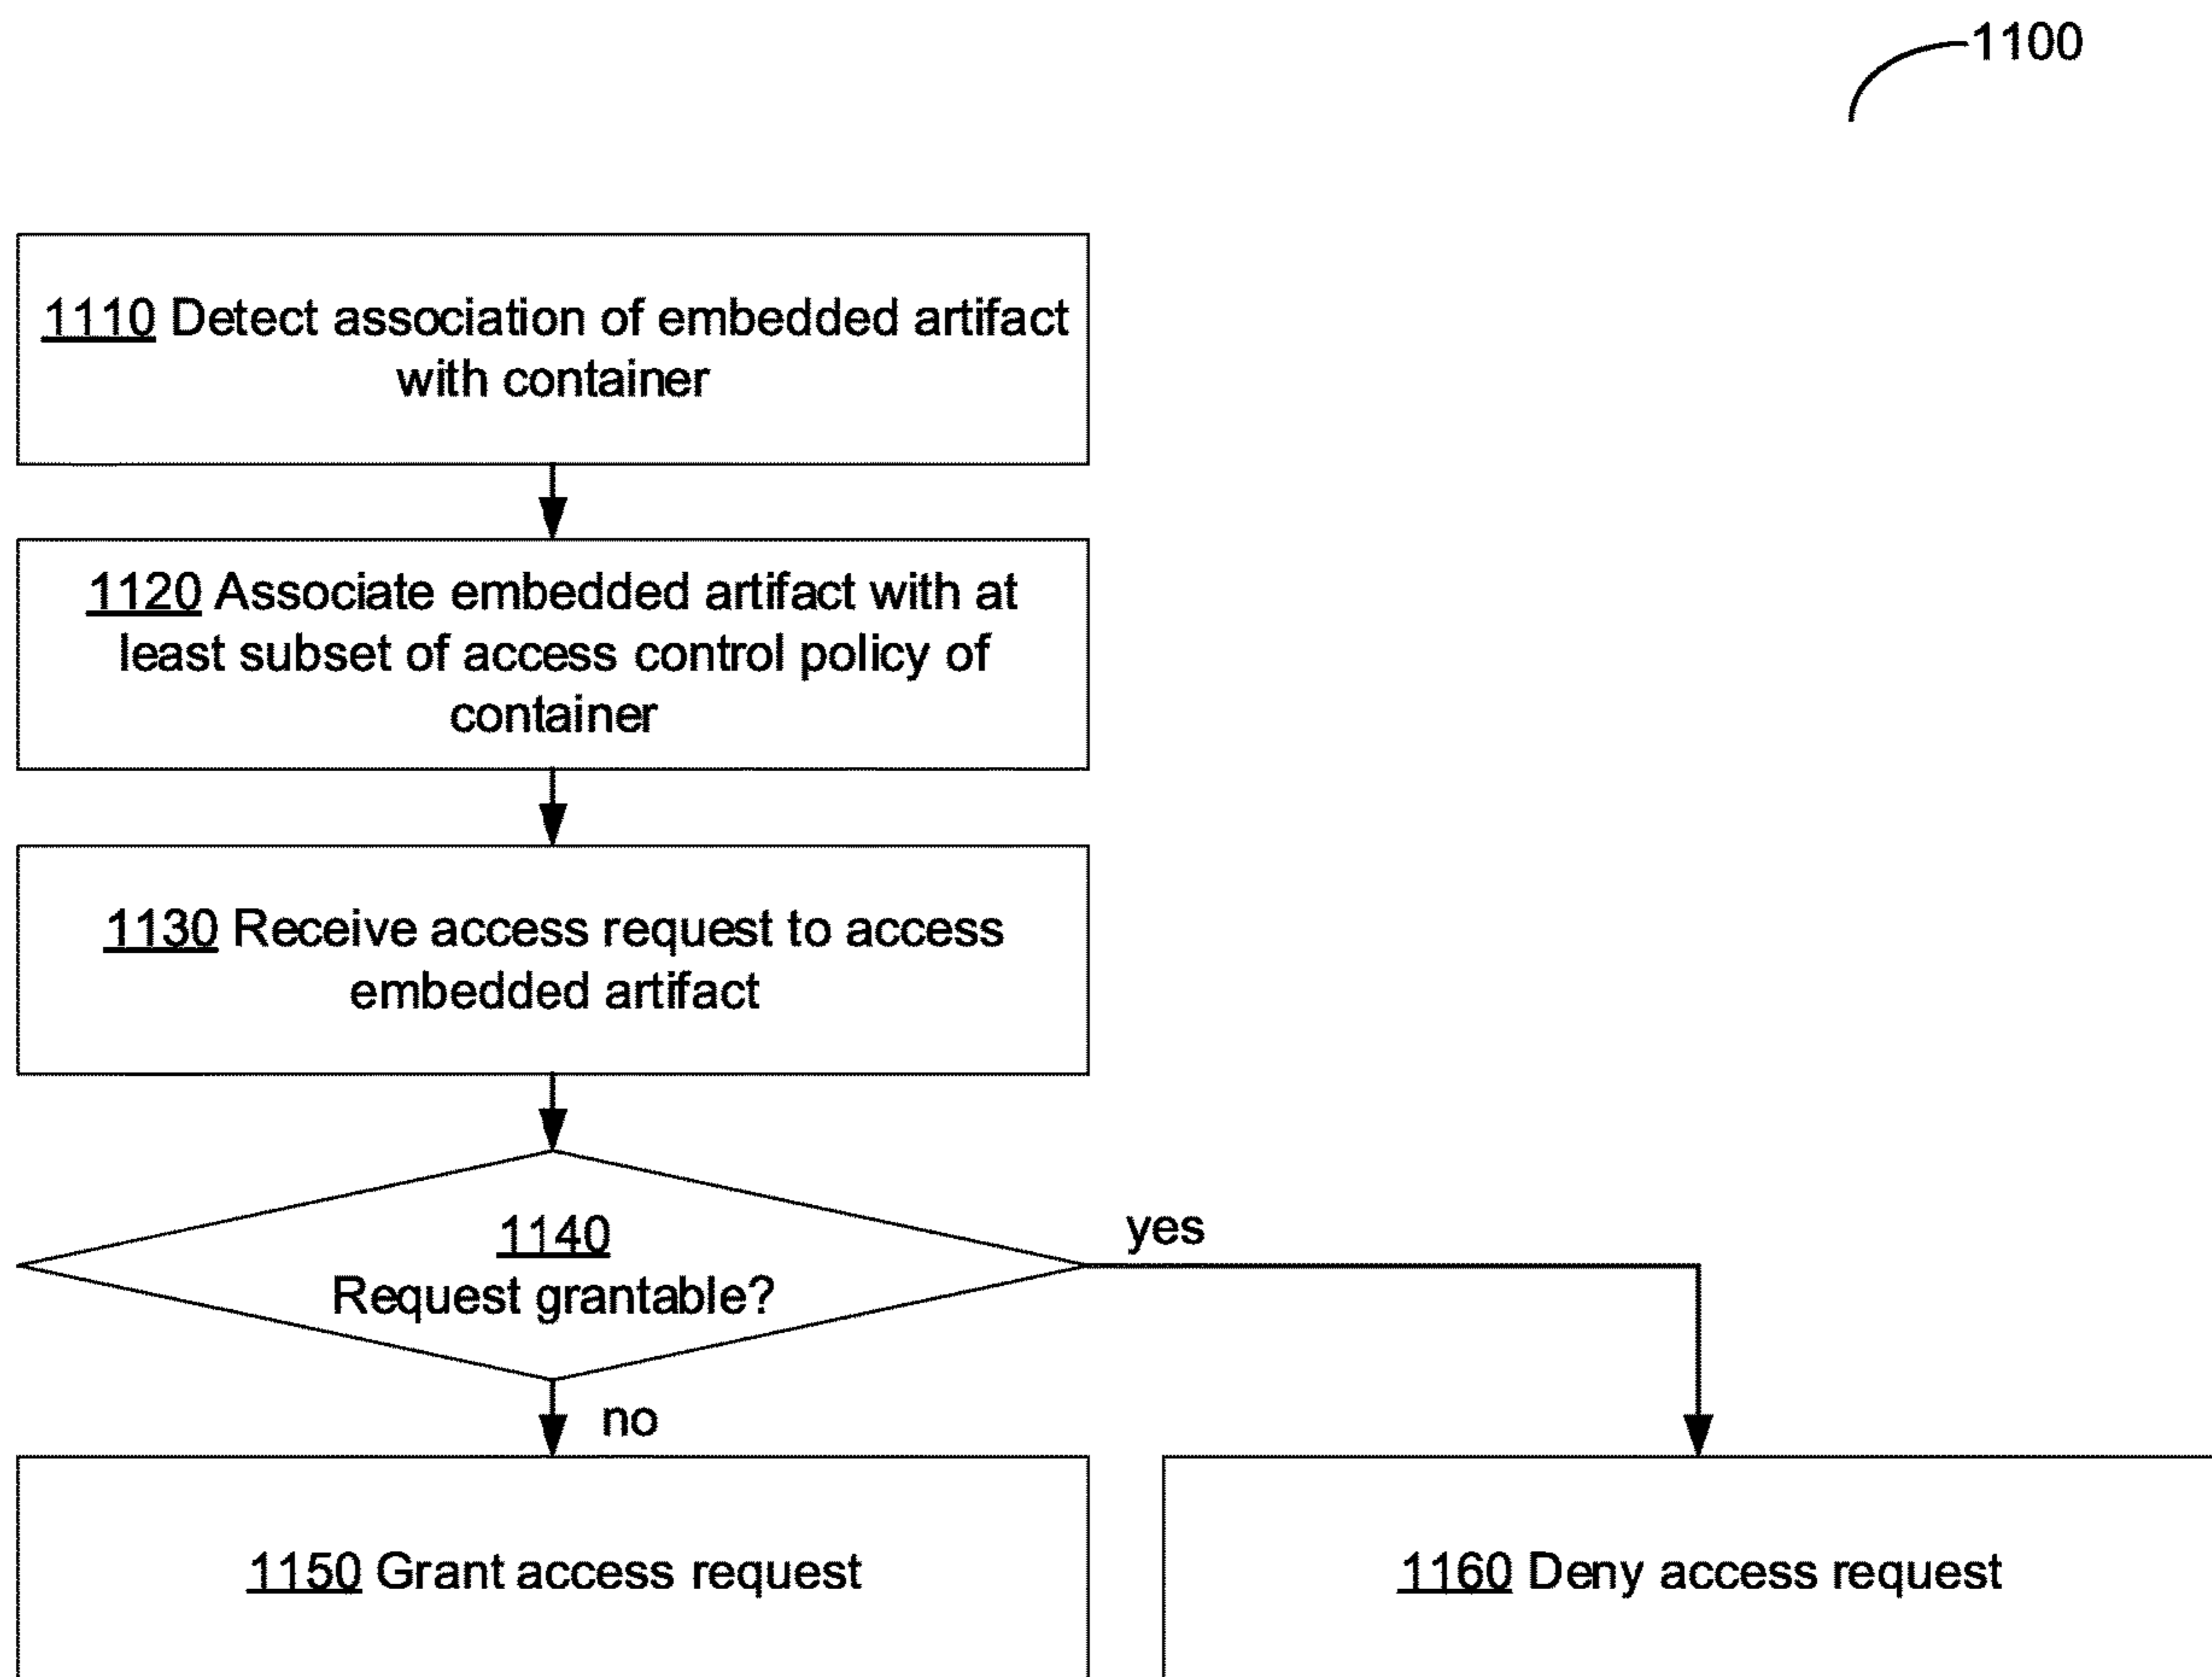 1100
1110 Detect association of embedded artifact
with container
1120 Associate embedded artifact with at
least subset of access control policy of
container
1130 Receive access request to access
embedded artifact
1140
Request grantable?
yes
no
1150 Grant access request
1160 Deny access request